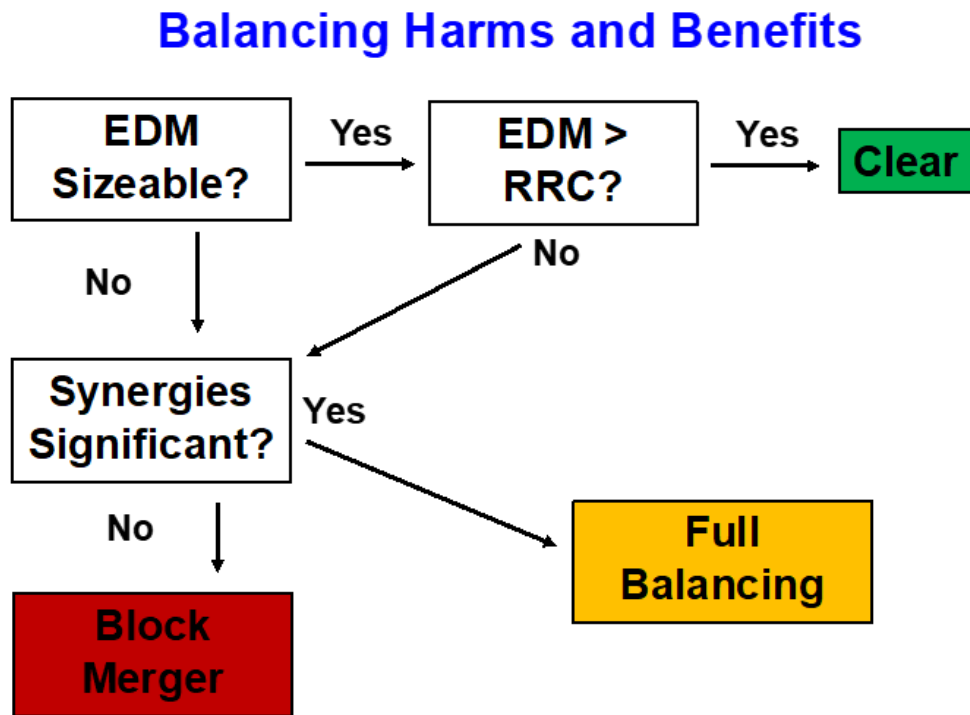 Balancing Harms and Benefits
EDM
Sizeable?
Yes
EDM >
RRC?
Yes
Clear
No
No
Synergies
Significant?
Yes
No
Full
Balancing
Block
Merger